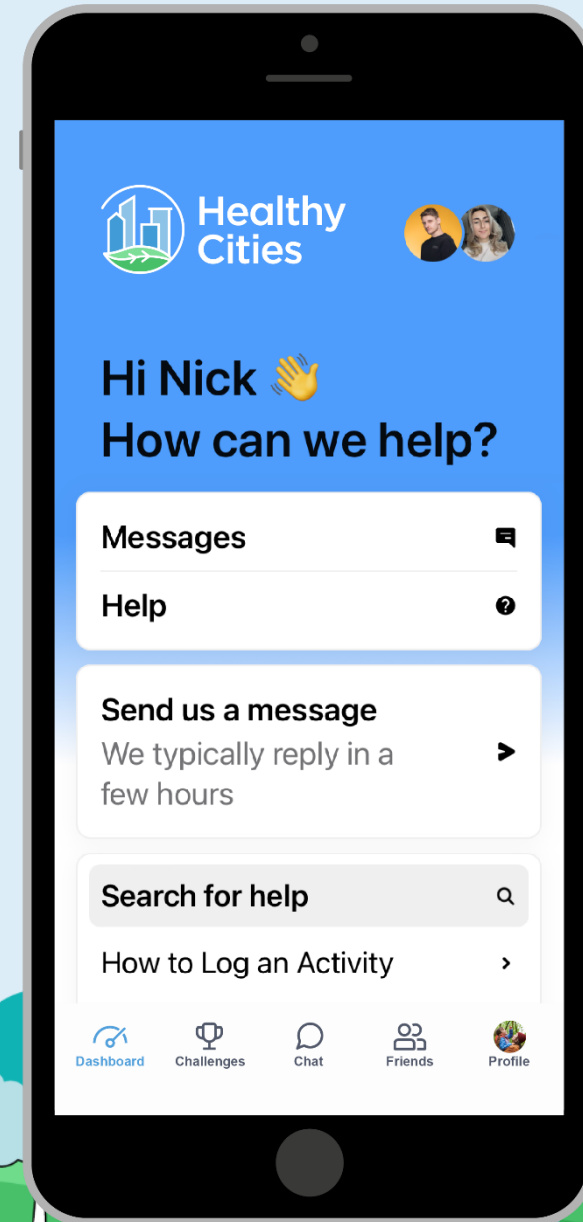 Healthy
Cities
Hi Nick 👋
How can we help?
Messages
Help
Send us a message
We typically reply in a
few hours
Search for help
How to Log an Activity
Dashboard
Challenges
Chat
Friends
Profile